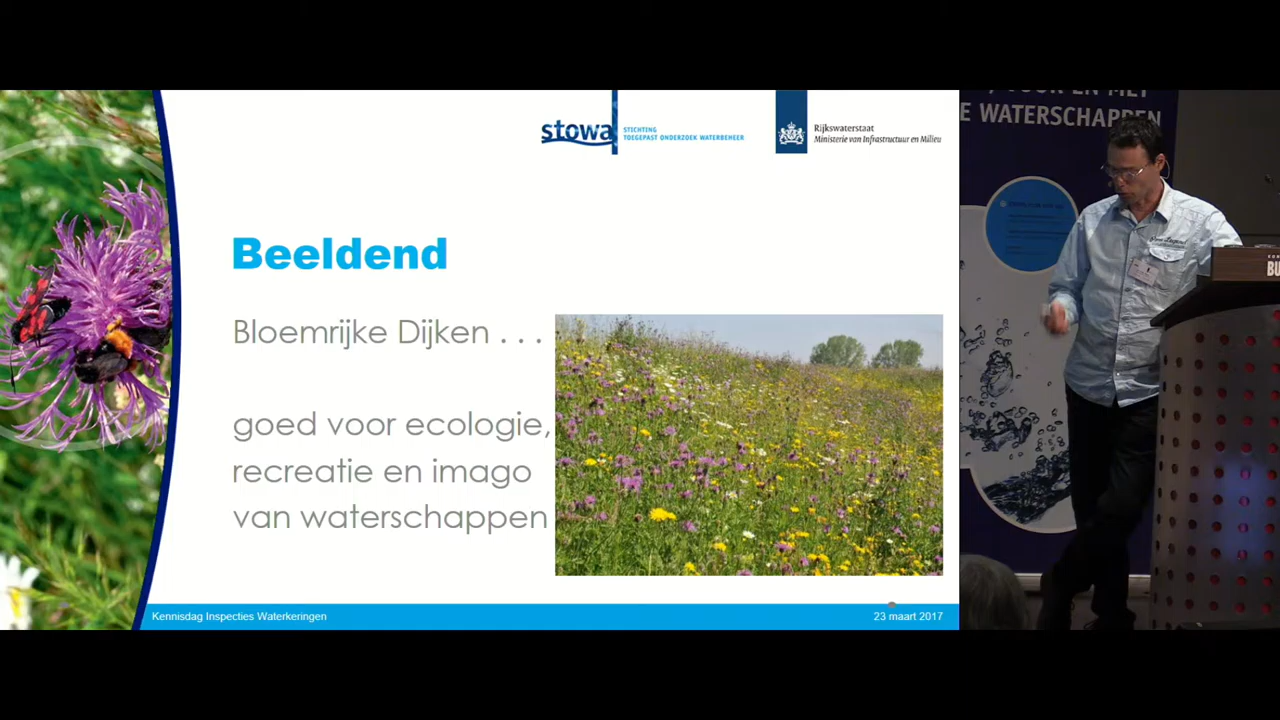 stowa
STICHTING
TOEGEPAST ONDERZOEK WATERBEHEER
Rijkswaterstaat
Ministerie van Infrastructuur en Milieu
Beeldend
Bloemrijke Dijken . . .
goed voor ecologie,
recreatie en imago
van waterschappen
Kennisdag Inspecties Waterkeringen
23 maart 2017
EN MET
E WATERSCHAPPEN
BU